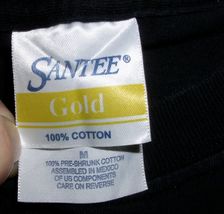 SANTEE®
Gold
100% COTTON
M
100% PRE-SHRUNK COTTON
ASSEMBLED IN MEXICO
OF US COMPONENTS
CARE ON REVERSE